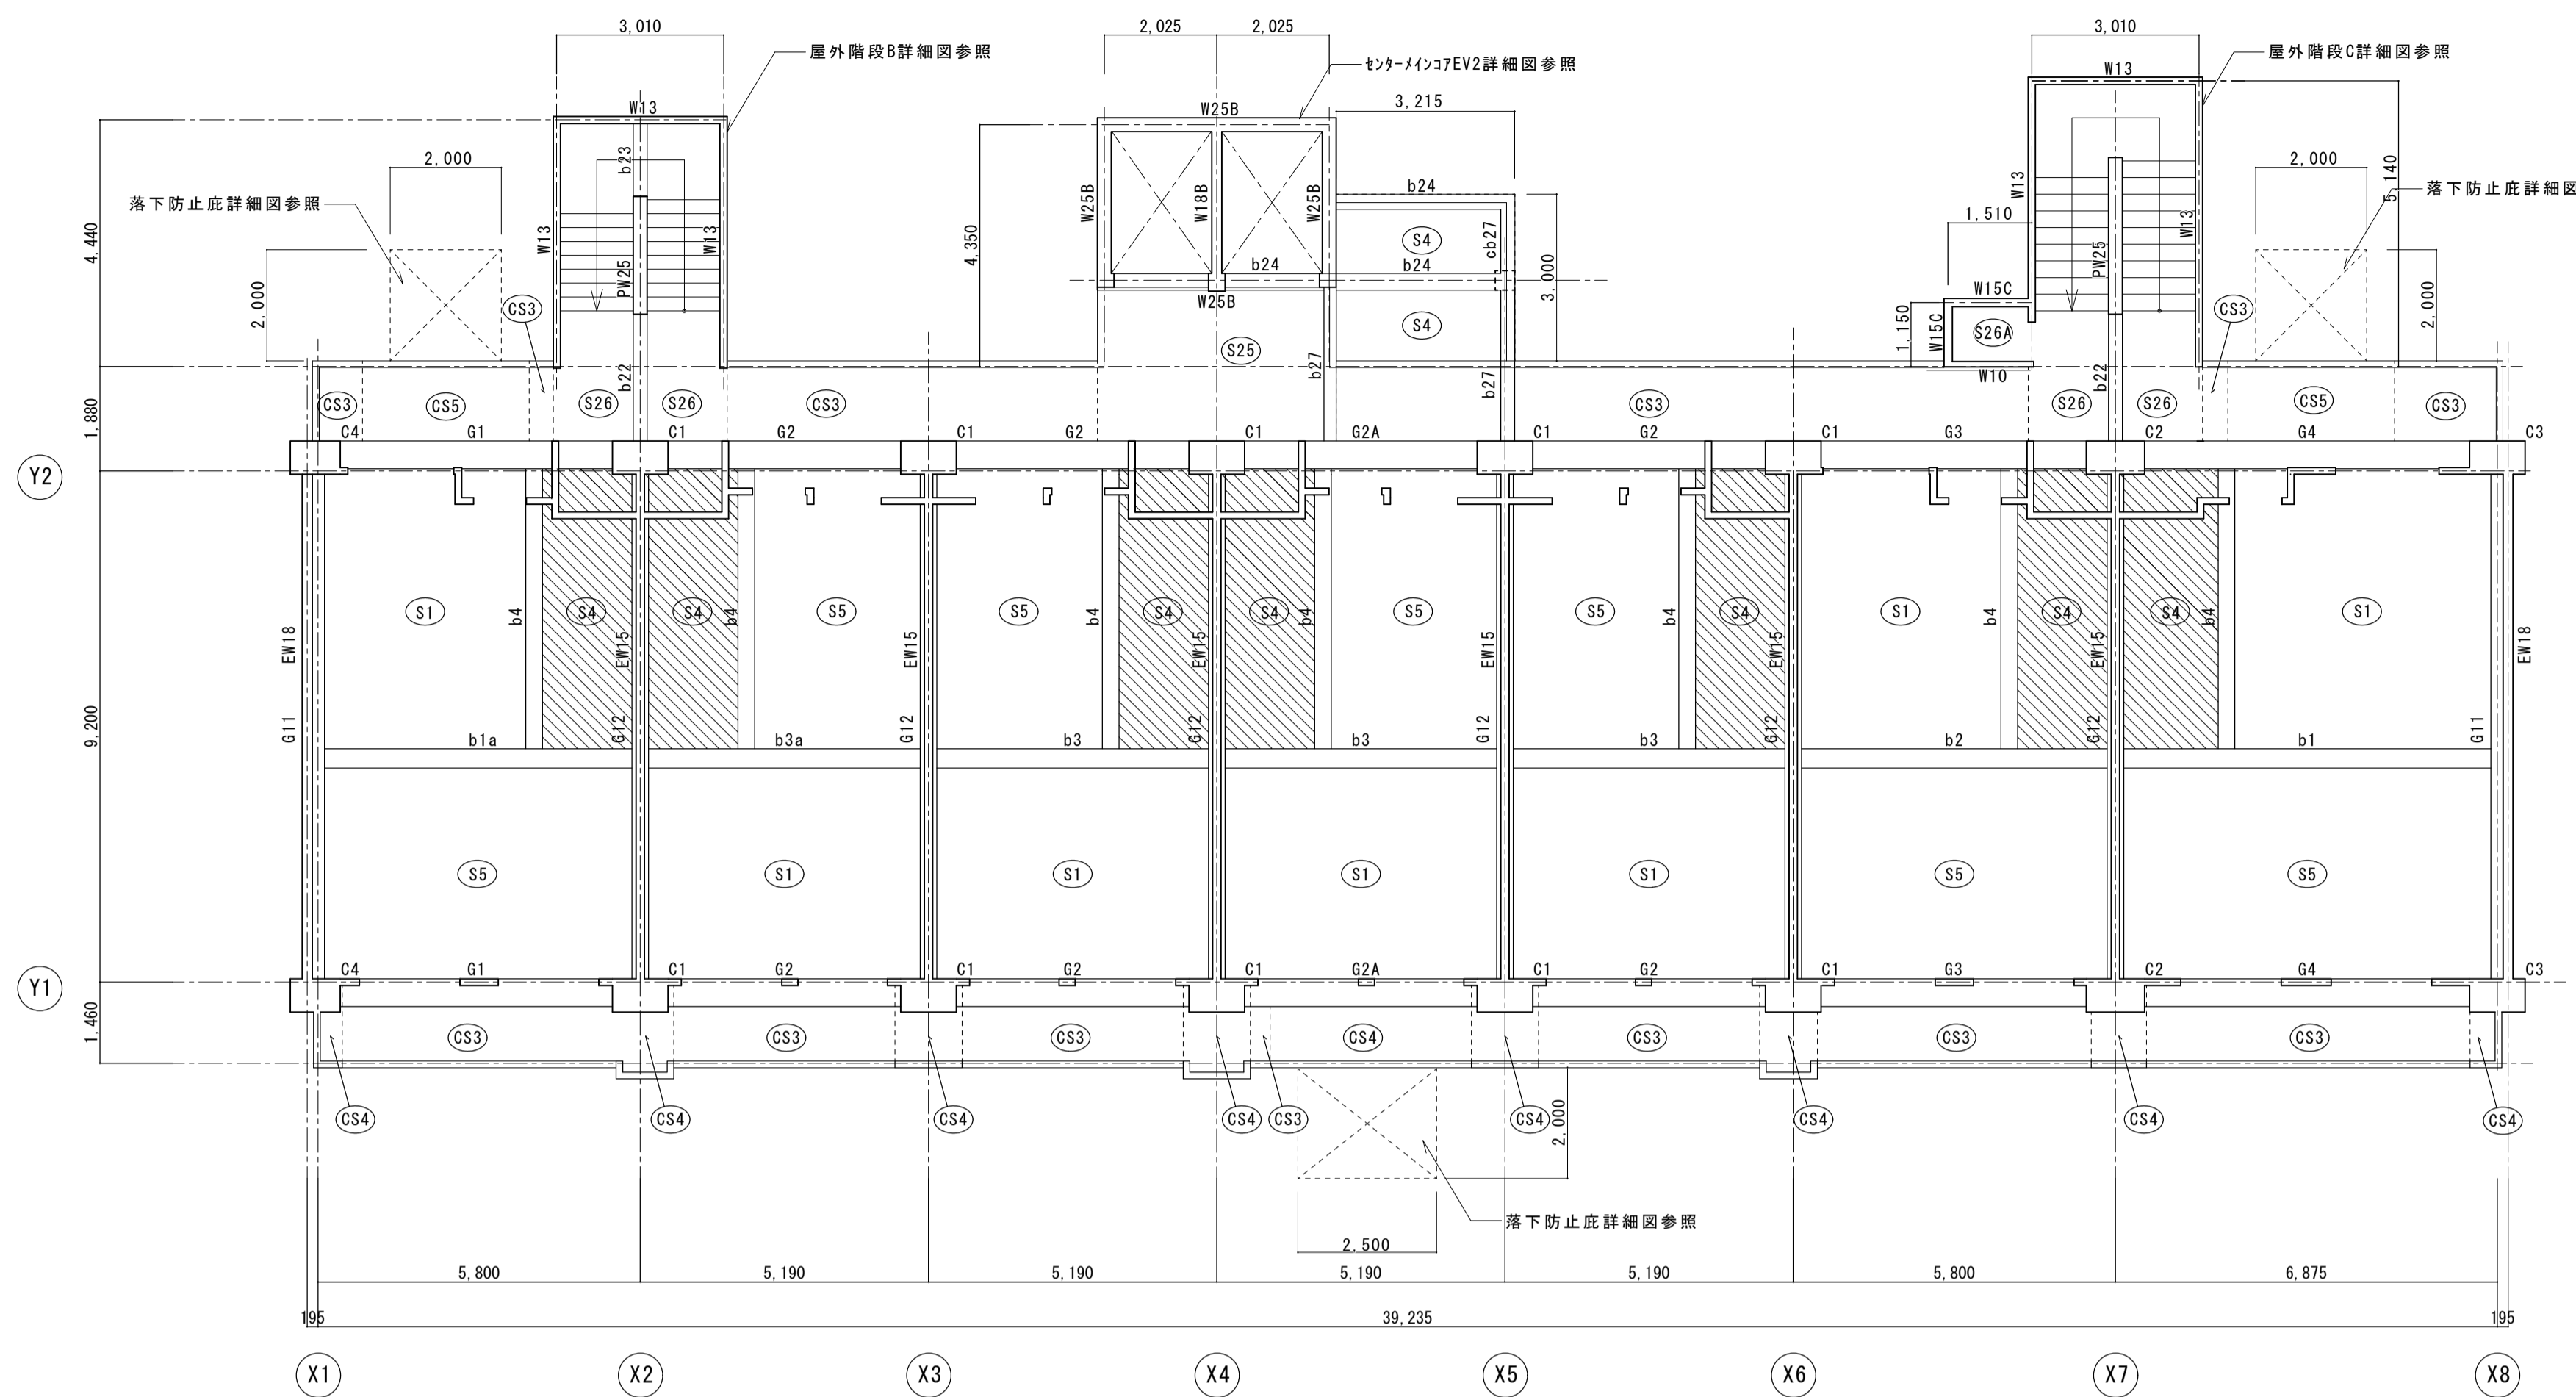 3,010
2,025
2,025
3,010
屋外階段B詳細図参照
センターメインコアEV2詳細図参照
屋外階段C詳細図参照
W13
W25B
3,215
W13
2,000
b23
W25B
W18B
W25B
b24
W13
5,140
2,000
落下防止庇詳細図参照
落下防止庇詳細図
4,440
W13
W13
4,350
S4
cb27
1,510
W13
PW25
PW25
b24
b24
3,000
W15C
2,000
CS3
W25B
S4
1,150
W15C
S26A
CS3
2,000
S25
b22
b27
b27
W10
b22
1,880
CS3
CS5
S26
S26
CS3
CS3
S26
S26
CS5
CS3
C4
G1
C1
G2
C1
G2
C1
G2A
C1
G2
C1
G3
C2
G4
C3
Y2
S1
b4
S4
S4
b4
S5
S5
b4
S4
S4
b4
S5
S5
b4
S4
S1
b4
S4
S4
b4
S1
EW18
EW15
EW15
EW15
EW15
EW15
EW15
EW18
9,200
G11
b1a
G12
b3a
G12
b3
G12
b3
G12
b3
G12
b2
G12
b1
G11
S5
S1
S1
S1
S1
S5
S5
C4
G1
C1
G2
C1
G2
C1
G2A
C1
G2
C1
G3
C2
G4
C3
Y1
1,460
CS3
CS3
CS3
CS4
CS3
CS3
CS3
CS4
CS4
CS4
CS4
CS3
CS4
CS4
CS4
CS4
2,000
落下防止庇詳細図参照
2,500
5,800
5,190
5,190
5,190
5,190
5,800
6,875
195
39,235
195
X1
X2
X3
X4
X5
X6
X7
X8